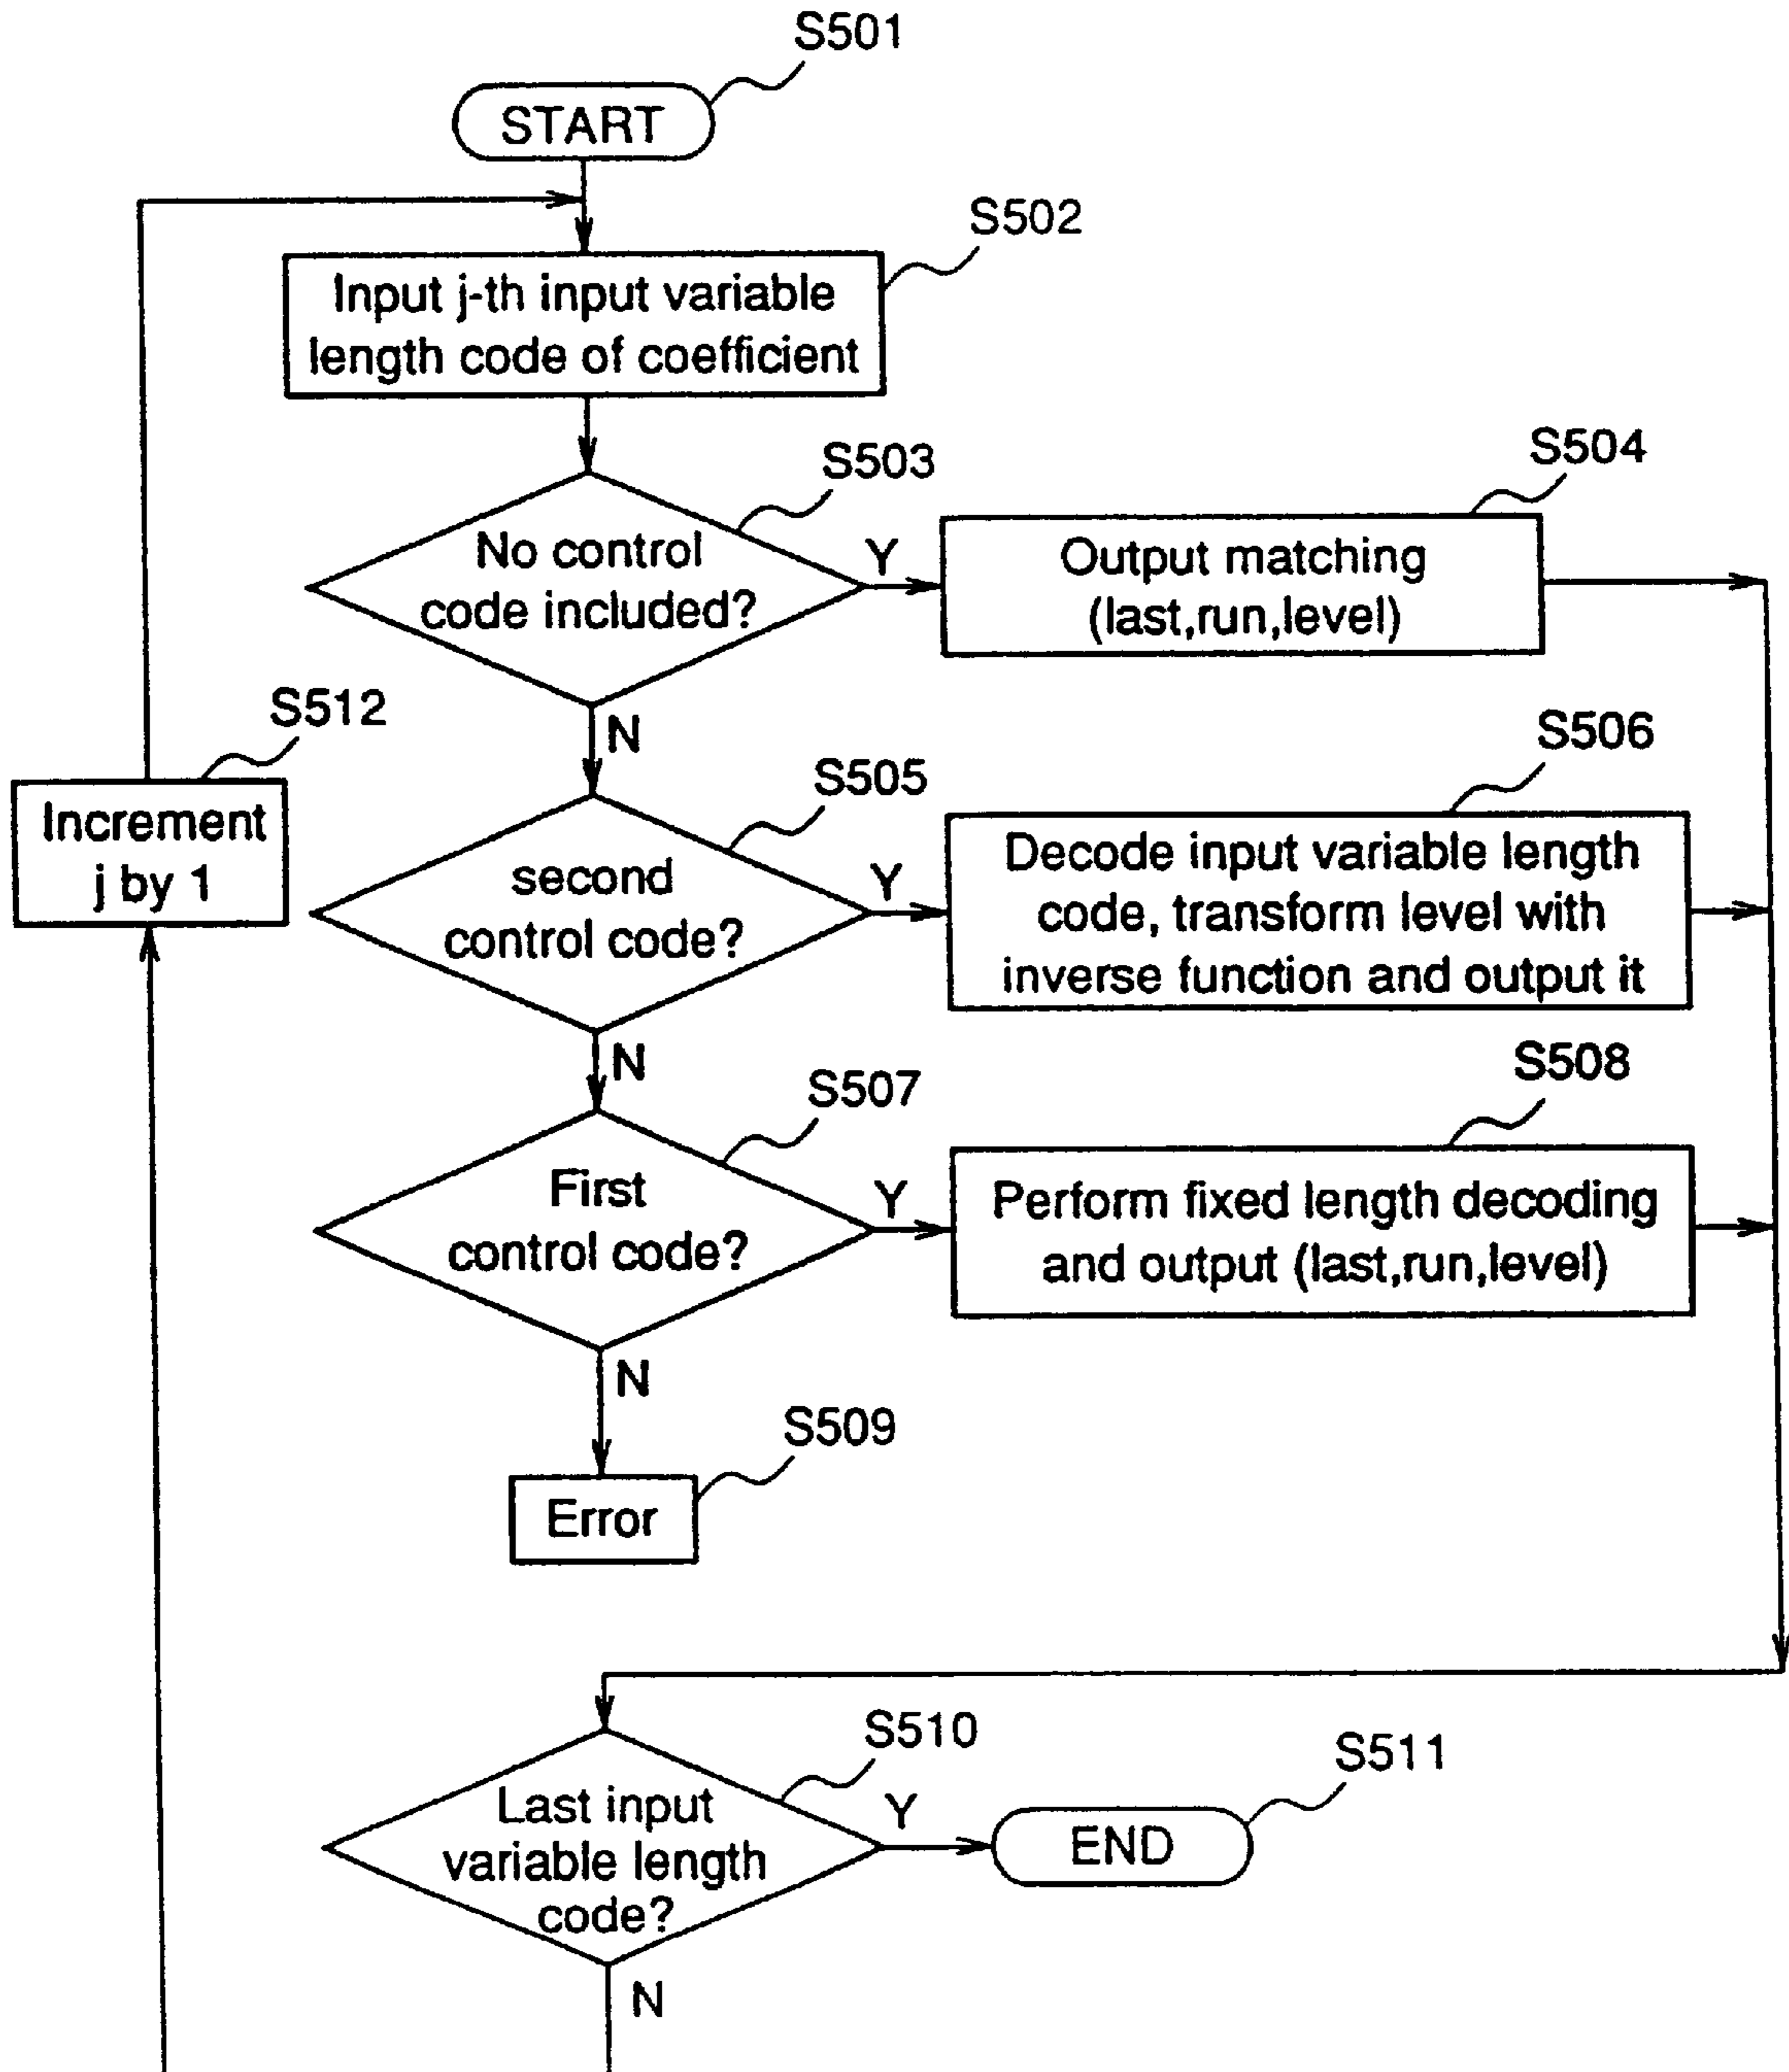 S501
START
S502
Input j-th input variable
length code of coefficient
S503
No control
code included?
Y
S504
Output matching
(last,run,level)
N
S512
Increment
j by 1
S505
second
control code?
Y
S506
Decode input variable length
code, transform level with
inverse function and output it
N
S507
First
control code?
Y
S508
Perform fixed length decoding
and output (last,run,level)
N
S509
Error
S510
Last input
variable length
code?
Y
S511
END
N